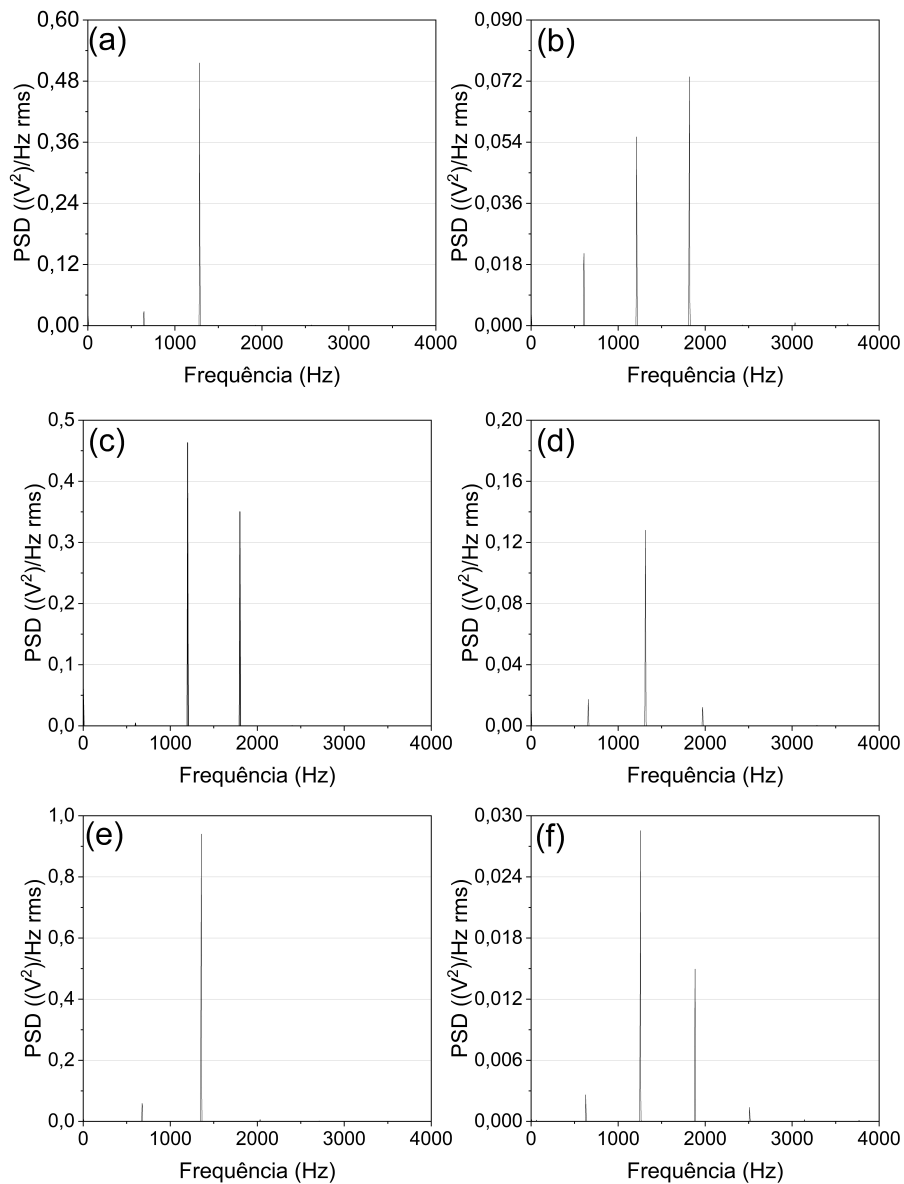 (a)
PSD ((V²)/Hz rms)
0,60
0,48
0,36
0,24
0,12
0,00
0 1000 2000 3000 4000
Frequência (Hz)
(b)
PSD ((V²)/Hz rms)
0,090
0,072
0,054
0,036
0,018
0,000
0 1000 2000 3000 4000
Frequência (Hz)
(c)
PSD ((V²)/Hz rms)
0,5
0,4
0,3
0,2
0,1
0,0
0 1000 2000 3000 4000
Frequência (Hz)
(d)
PSD ((V²)/Hz rms)
0,20
0,16
0,12
0,08
0,04
0,00
0 1000 2000 3000 4000
Frequência (Hz)
(e)
PSD ((V²)/Hz rms)
1,0
0,8
0,6
0,4
0,2
0,0
0 1000 2000 3000 4000
Frequência (Hz)
(f)
PSD ((V²)/Hz rms)
0,030
0,024
0,018
0,012
0,006
0,000
0 1000 2000 3000 4000
Frequência (Hz)